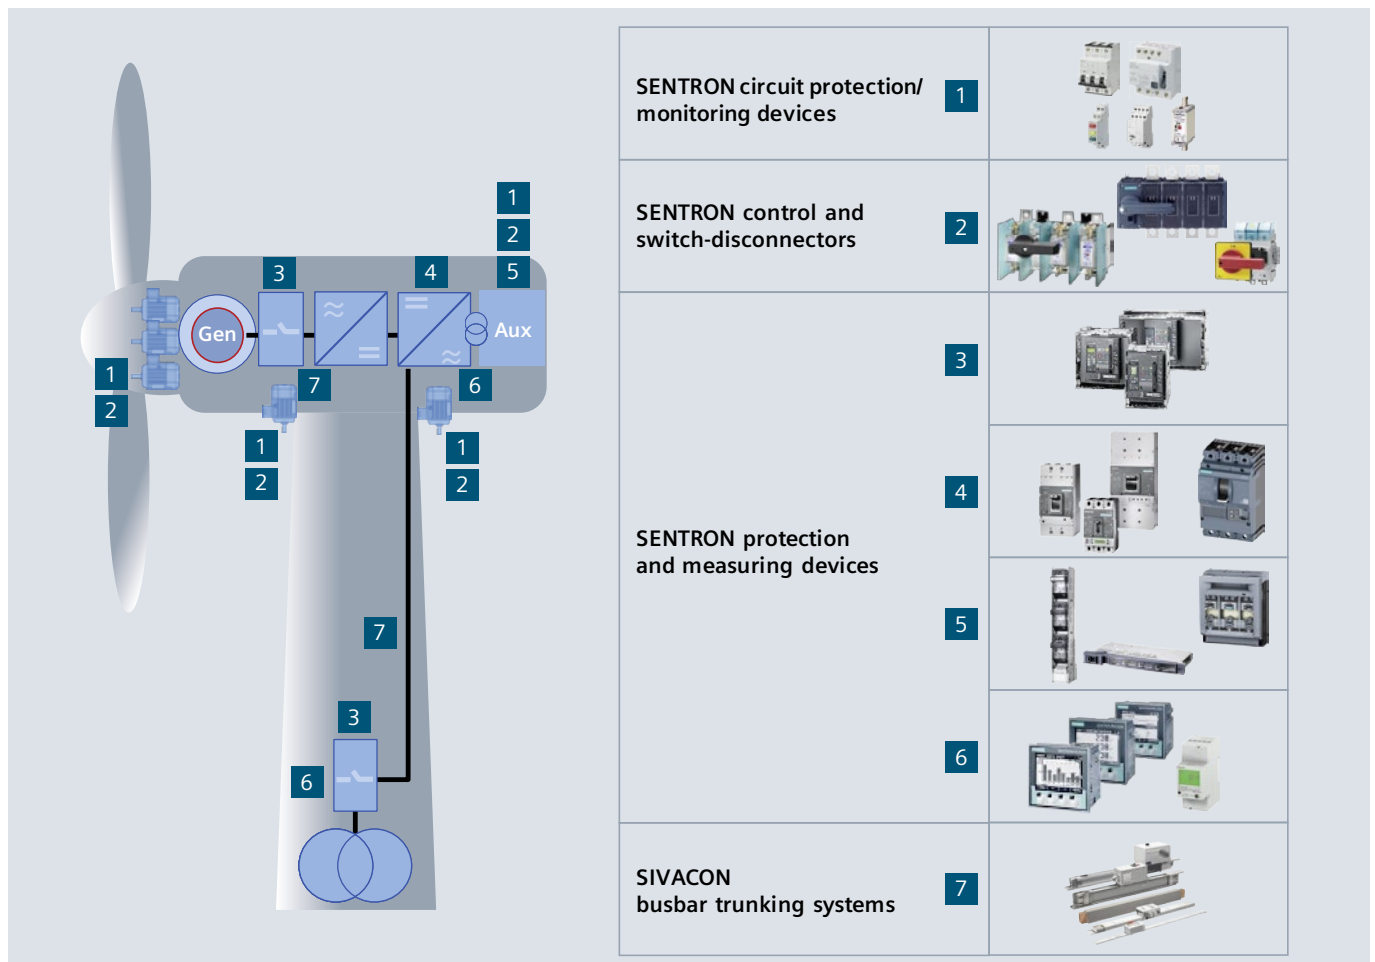 1
2
5
3
4
Gen
Aux
7
6
1
2
1
2
1
2
7
3
6
SENTRON circuit protection/
monitoring devices
1
SENTRON control and
switch-disconnectors
2
3
4
SENTRON protection
and measuring devices
5
6
SIVACON
busbar trunking systems
7